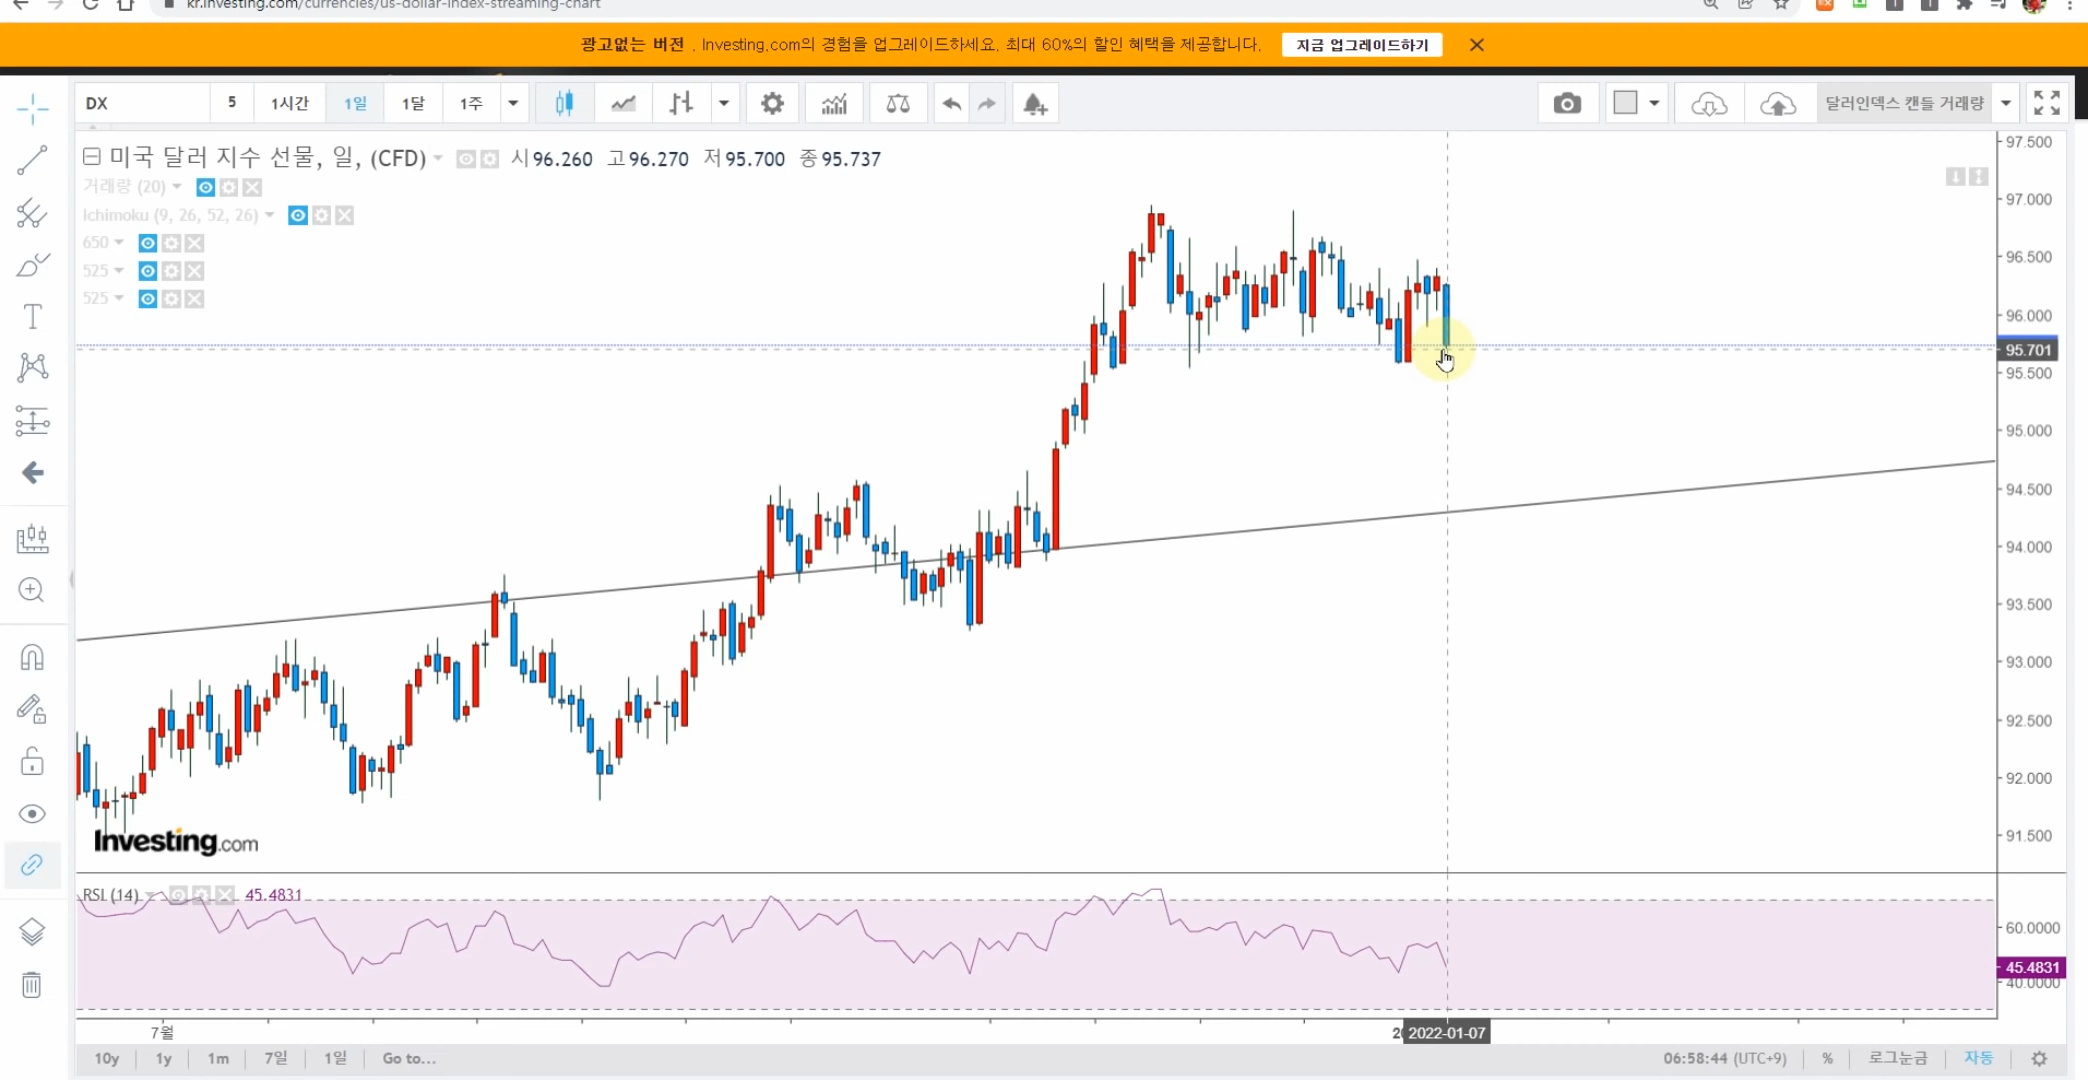 kr.investing.com/currencies/us-dollar-index-streaming-chart
광고없는 버전 . Investing.com의 경험을 업그레이드하세요. 최대 60%의 할인 혜택을 제공합니다. 지금 업그레이드하기
DX 5 1시간 1일 1달 1주 달러인덱스 캔들 거래량
미국 달러 지수 선물, 일, (CFD) 시 96.260 고 96.270 저 95.700 종 95.737
거래량 (20)
Ichimoku (9, 26, 52, 26)
650
525
525
97.500
97.000
96.500
96.000
95.701
95.500
95.000
94.500
94.000
93.500
93.000
92.500
92.000
91.500
Investing.com
RSI (14) 45.4831
60.0000
45.4831
40.0000
7월 2022-01-07
10y 1y 1m 7일 1일 Go to... 06:58:44 (UTC+9) % 로그눈금 자동